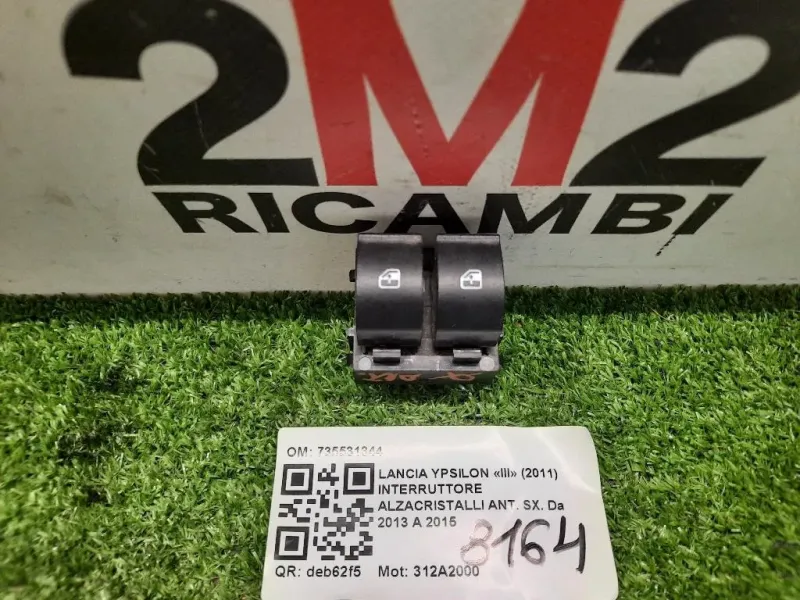 2M2
RICAMBI
OM: 735531344
LANCIA YPSILON «III» (2011)
INTERRUTTORE
ALZACRISTALLI ANT. SX. Da
2013 A 2015
8164
QR: deb62f5 Mot: 312A2000